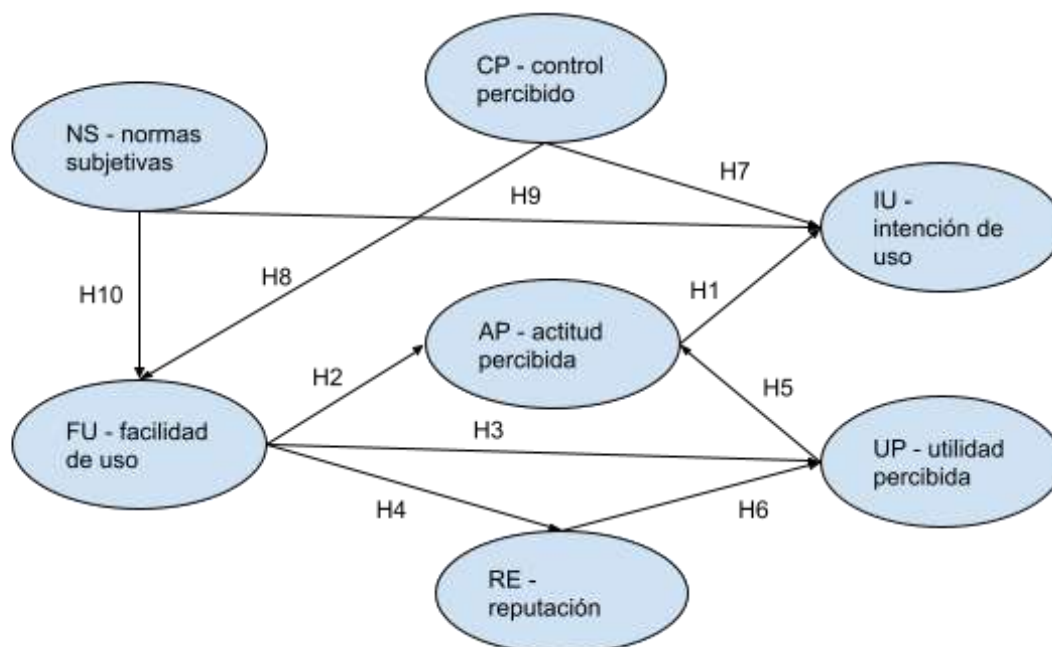 CP - control
percibido
NS - normas
subjetivas
H7
H9
IU -
intención de
uso
H8
H10
H1
AP - actitud
percibida
H2
H5
FU - facilidad
de uso
H3
UP - utilidad
percibida
H4
H6
RE -
reputación